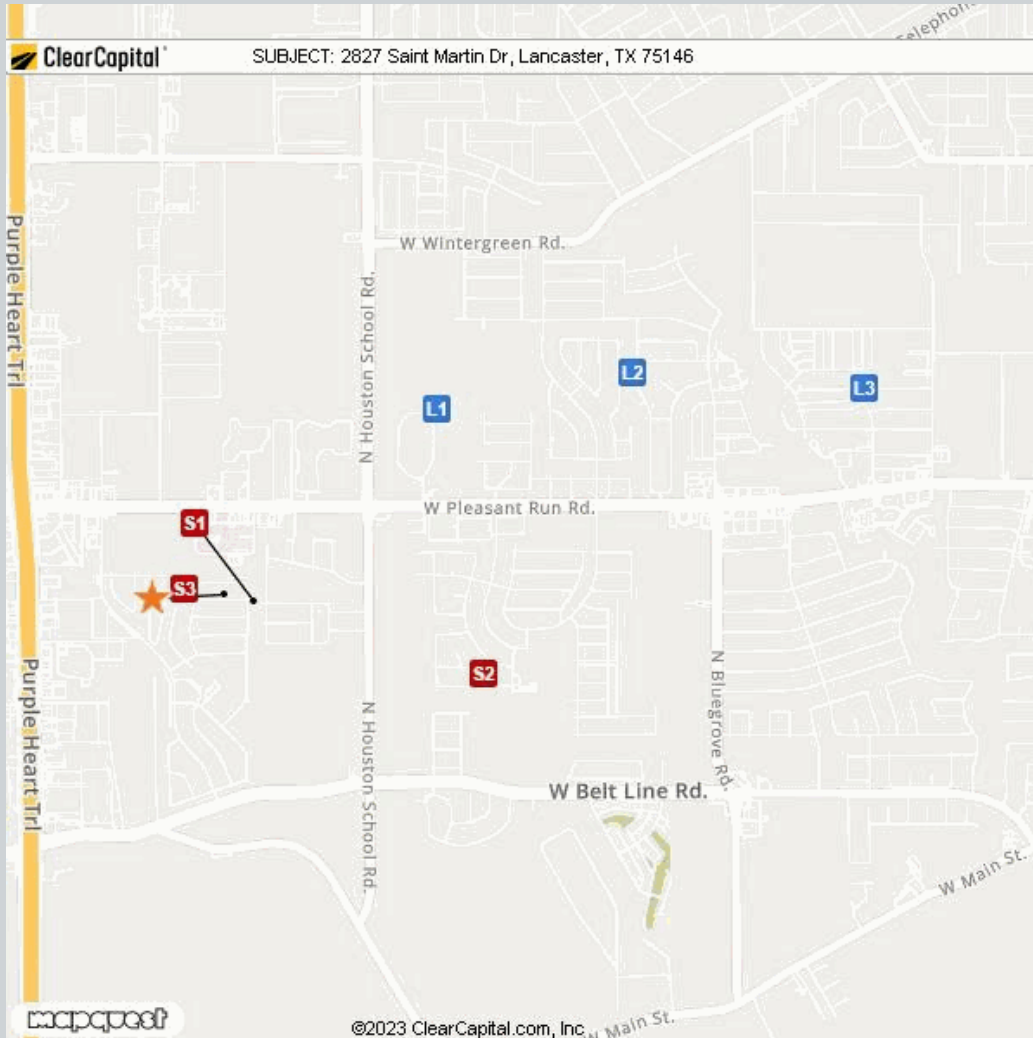 Telephon
ClearCapital
SUBJECT: 2827 Saint Martin Dr, Lancaster, TX 75146
W Wintergreen Rd.
Purple Heart Trl
N Houston School Rd.
L2
L3
L1
W Pleasant Run Rd.
S1
S3
S2
Purple Heart Trl
N Bluegrove Rd.
N Houston School Rd.
W Belt Line Rd.
W Main St.
mapquest
©2023 ClearCapital.com, Inc
W Main St.